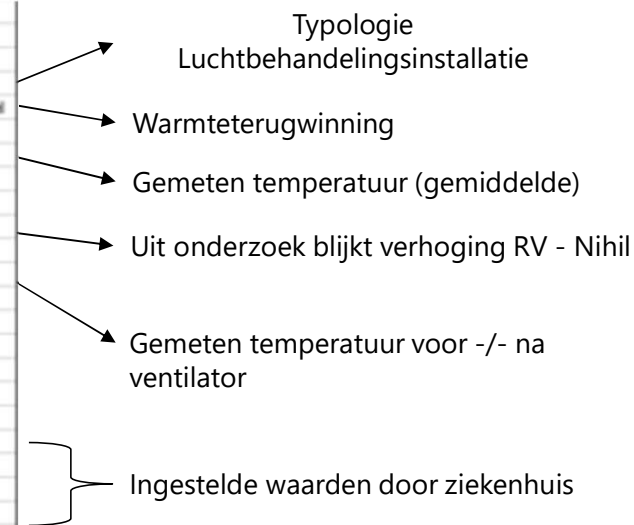 Typologie
Luchtbehandelingsinstallatie
Warmteterugwinning
Gemeten temperatuur (gemiddelde)
Uit onderzoek blijkt verhoging RV - Nihil
Gemeten temperatuur voor -/- na
ventilator
Ingestelde waarden door ziekenhuis